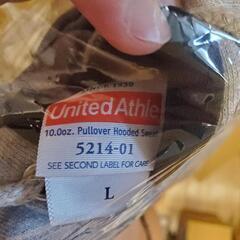 UnitedAthle
10.0oz. Pullover Hooded Sweat
5214-01
SEE SECOND LABEL FOR CARE
L